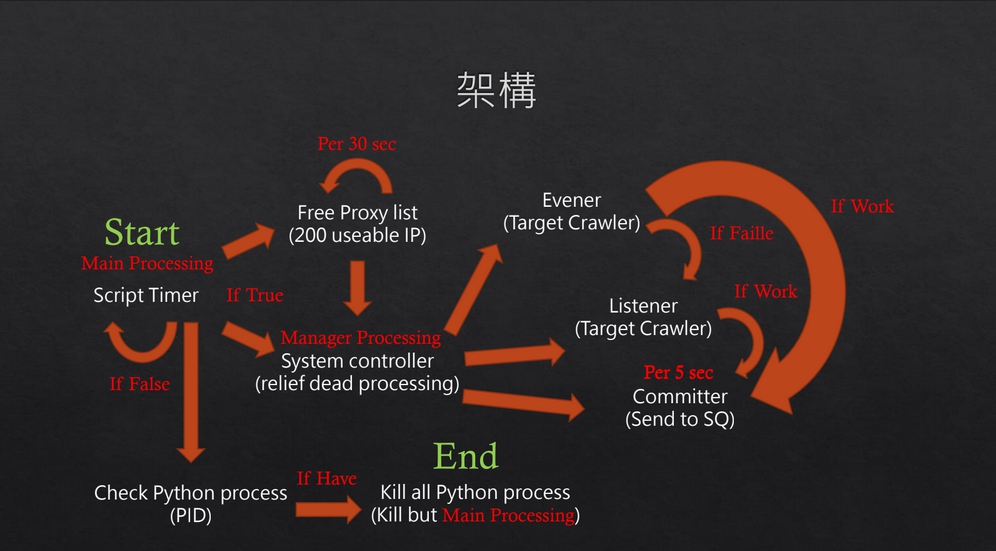 架構
Per 30 sec
Free Proxy list
(200 useable IP)
Start
Main Processing
Script Timer
If True
If False
Manager Processing
System controller
(relief dead processing)
Evener
(Target Crawler)
If Work
If Faille
Listener
(Target Crawler)
If Work
Per 5 sec
Committer
(Send to SQ)
Check Python process
(PID)
If Have
End
Kill all Python process
(Kill but Main Processing)